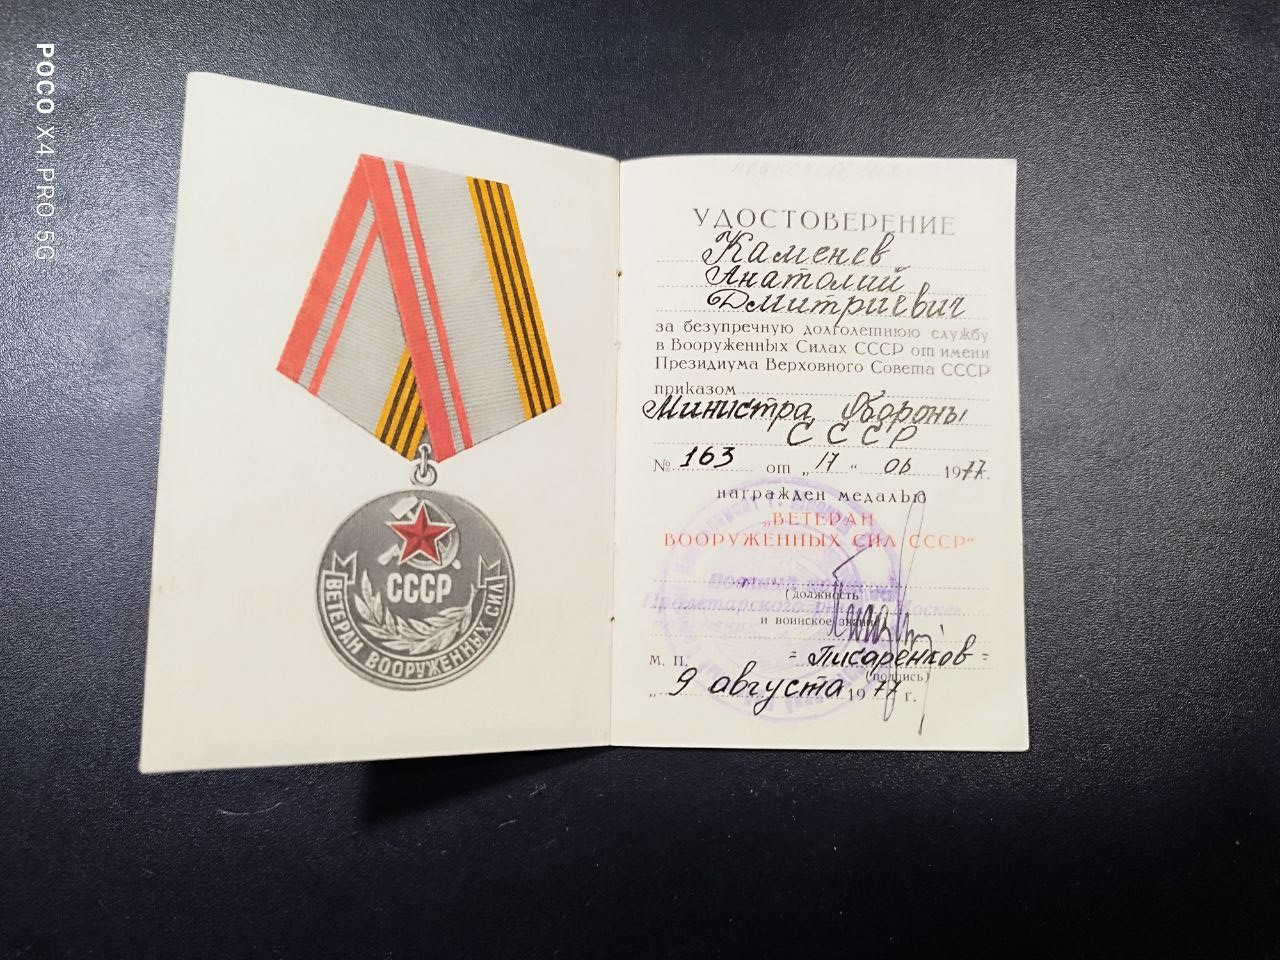 POCO X4 PRO 5G
СССР
ВЕТЕРАН ВООРУЖЕННЫХ СИЛ
УДОСТОВЕРЕНИЕ
Каменев
Анатолий
Дмитриевич
за безупречную долголетнюю службу
в Вооруженных Силах СССР от имени
Президиума Верховного Совета СССР
приказом
Министра Обороны
СССР
№ 163 от „17“ 06 1977г.
награжден медалью
„ВЕТЕРАН
ВООРУЖЕННЫХ СИЛ СССР“
(должность
Пролетарского
и воинское звание)
М. П. = Писаренков =
(подпись)
„ 9 августа 1977 г.